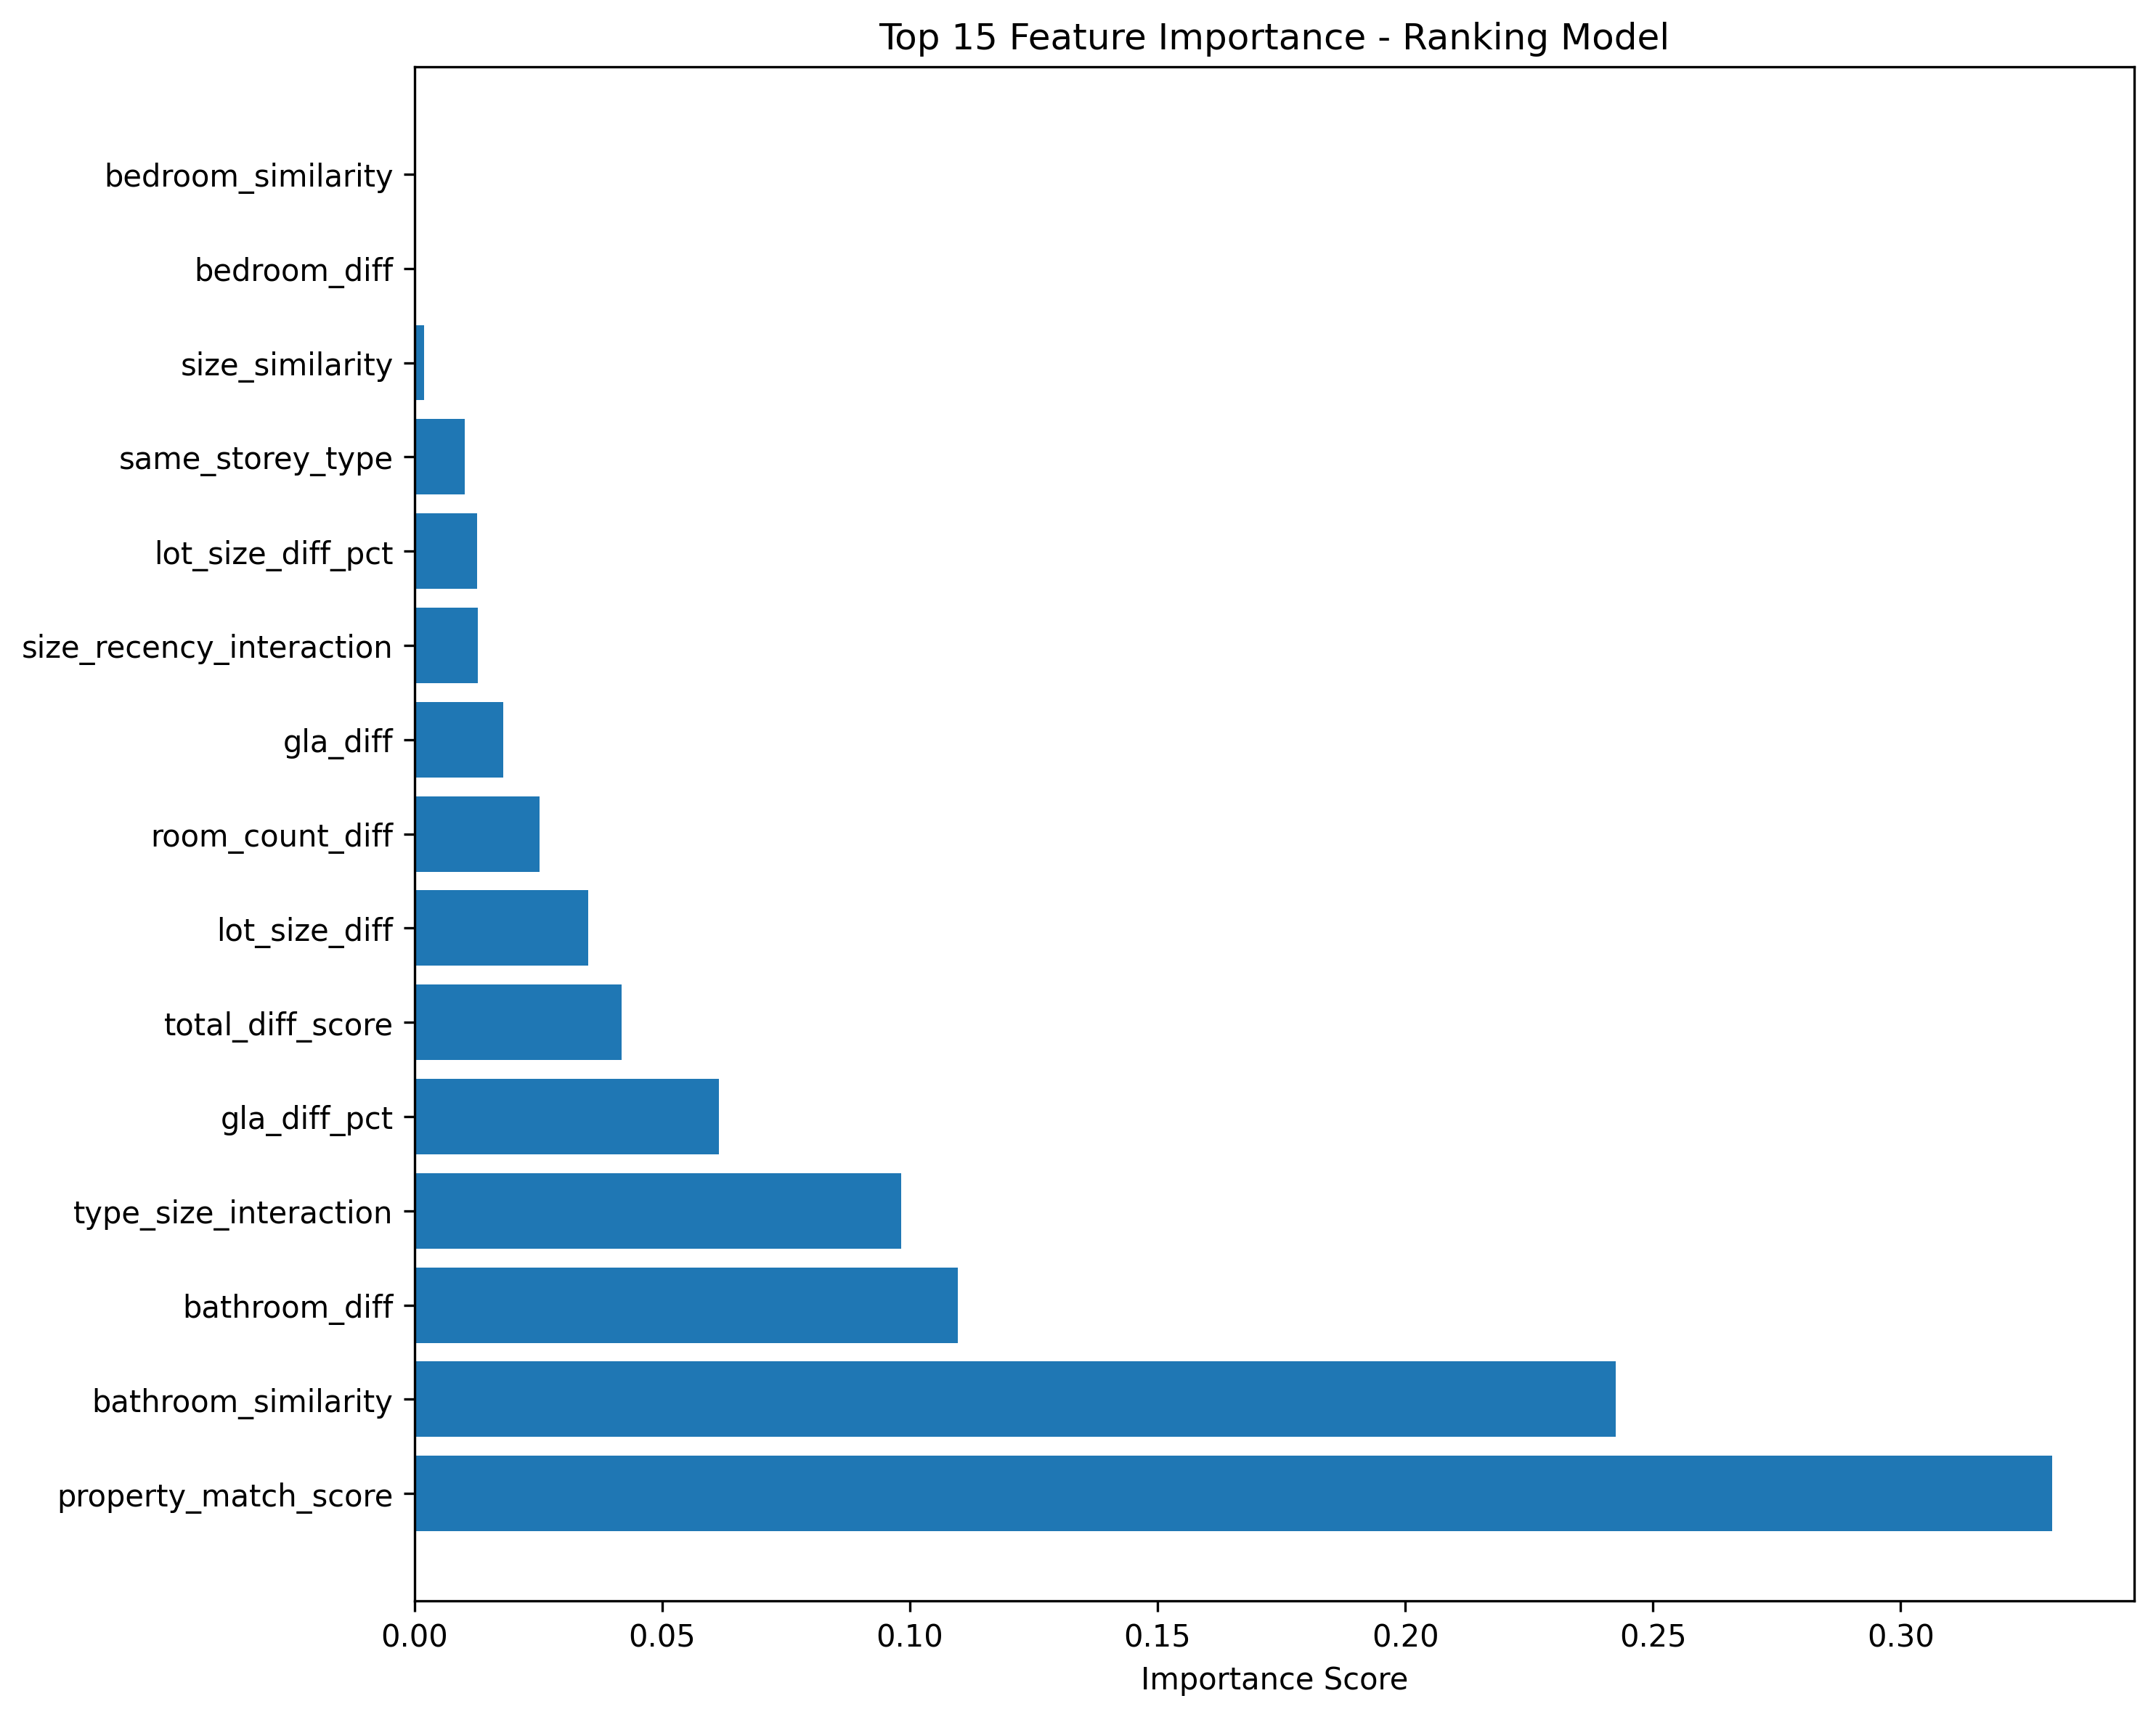 Top 15 Feature Importance - Ranking Model
bedroom_similarity
bedroom_diff
size_similarity
same_storey_type
lot_size_diff_pct
size_recency_interaction
gla_diff
room_count_diff
lot_size_diff
total_diff_score
gla_diff_pct
type_size_interaction
bathroom_diff
bathroom_similarity
property_match_score
0.00 0.05 0.10 0.15 0.20 0.25 0.30
Importance Score